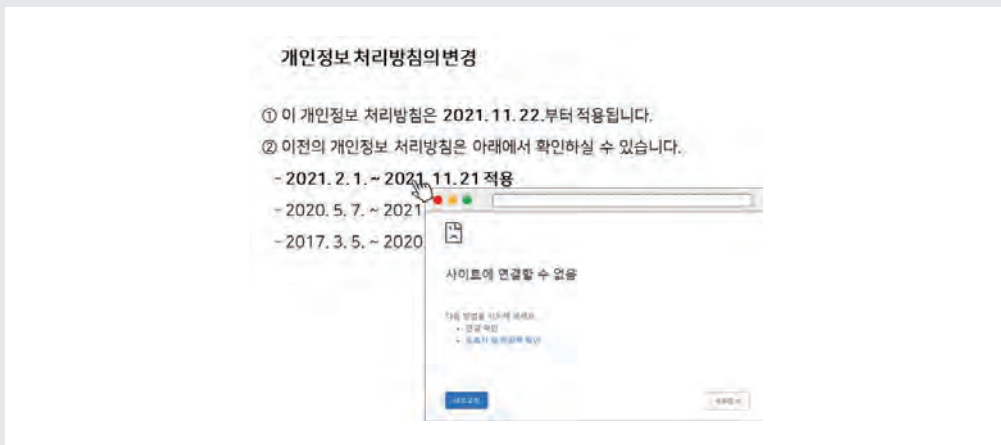 개인정보 처리방침의 변경
① 이 개인정보 처리방침은 2021. 11. 22.부터 적용됩니다.
② 이전의 개인정보 처리방침은 아래에서 확인하실 수 있습니다.
- 2021. 2. 1. ~ 2021. 11. 21 적용
- 2020. 5. 7. ~ 2021
- 2017. 3. 5. ~ 2020
사이트에 연결할 수 없음
연결 확인